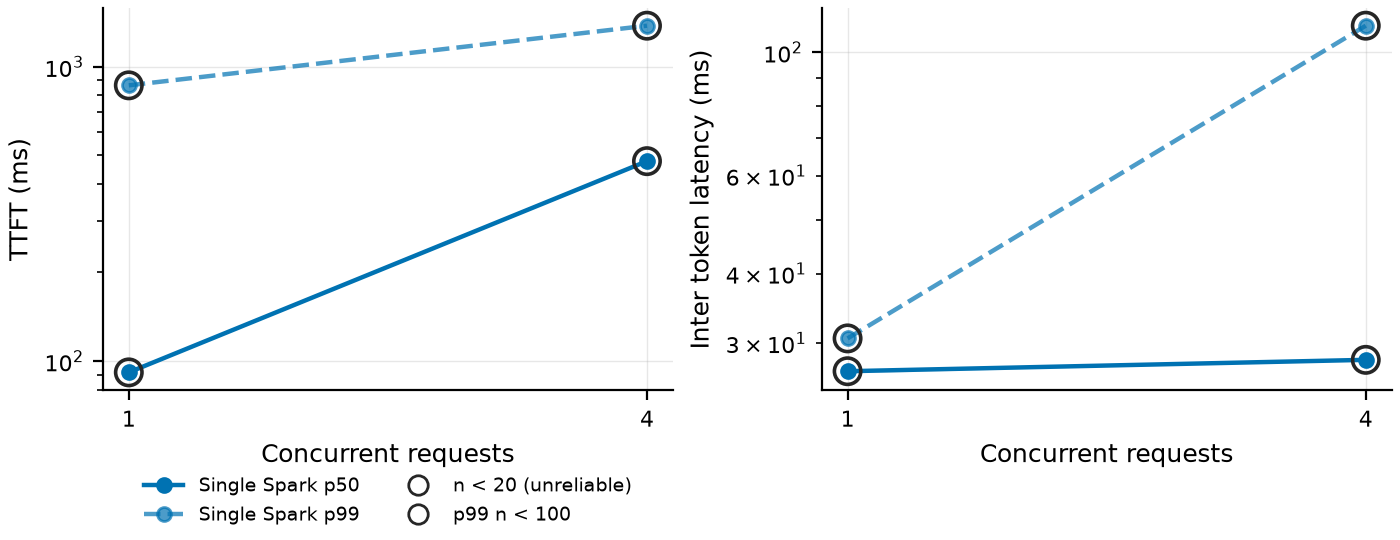 TTFT (ms)
10³
10²
1
4
Concurrent requests
Inter token latency (ms)
10²
6 × 10¹
4 × 10¹
3 × 10¹
1
4
Concurrent requests
Single Spark p50
Single Spark p99
n < 20 (unreliable)
p99 n < 100